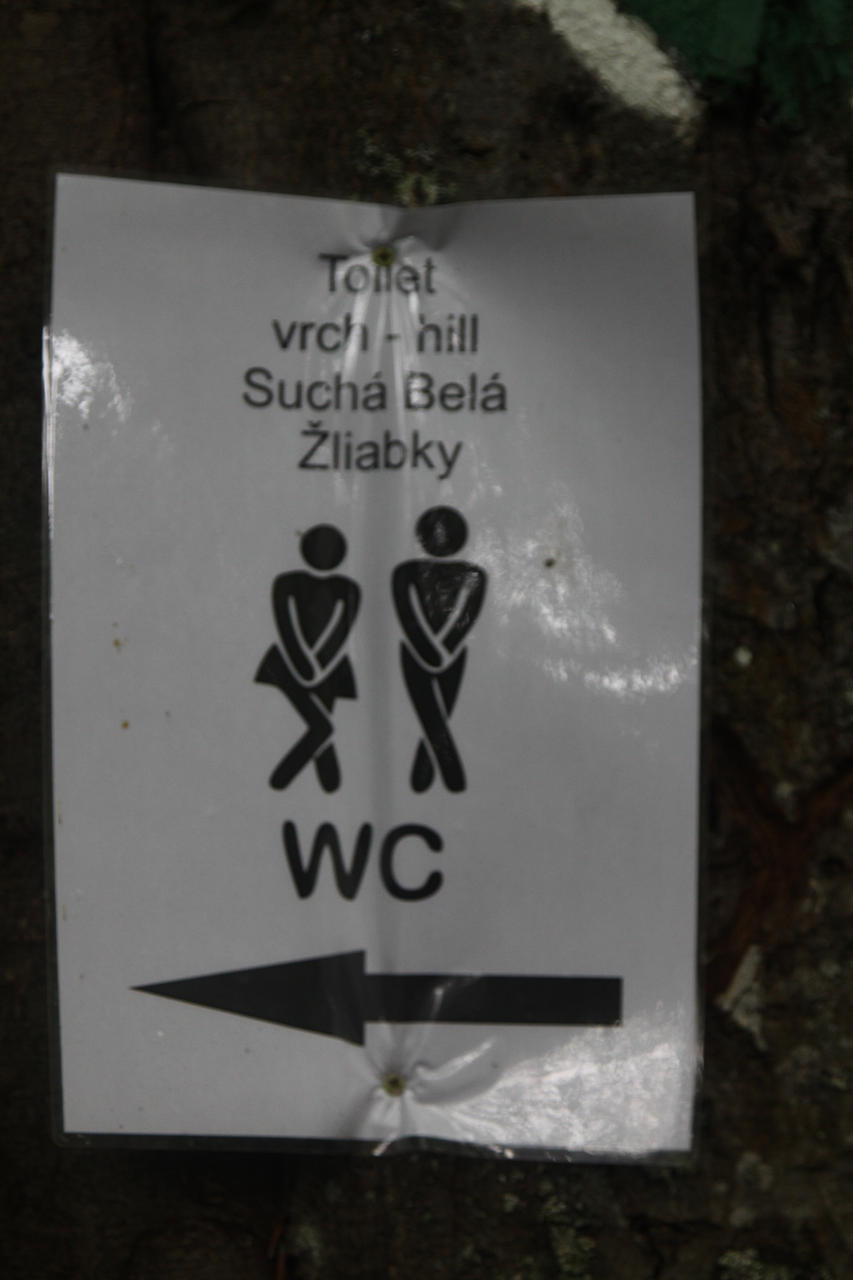 Toilet
vrch - hill
Suchá Belá
Žliabky
WC